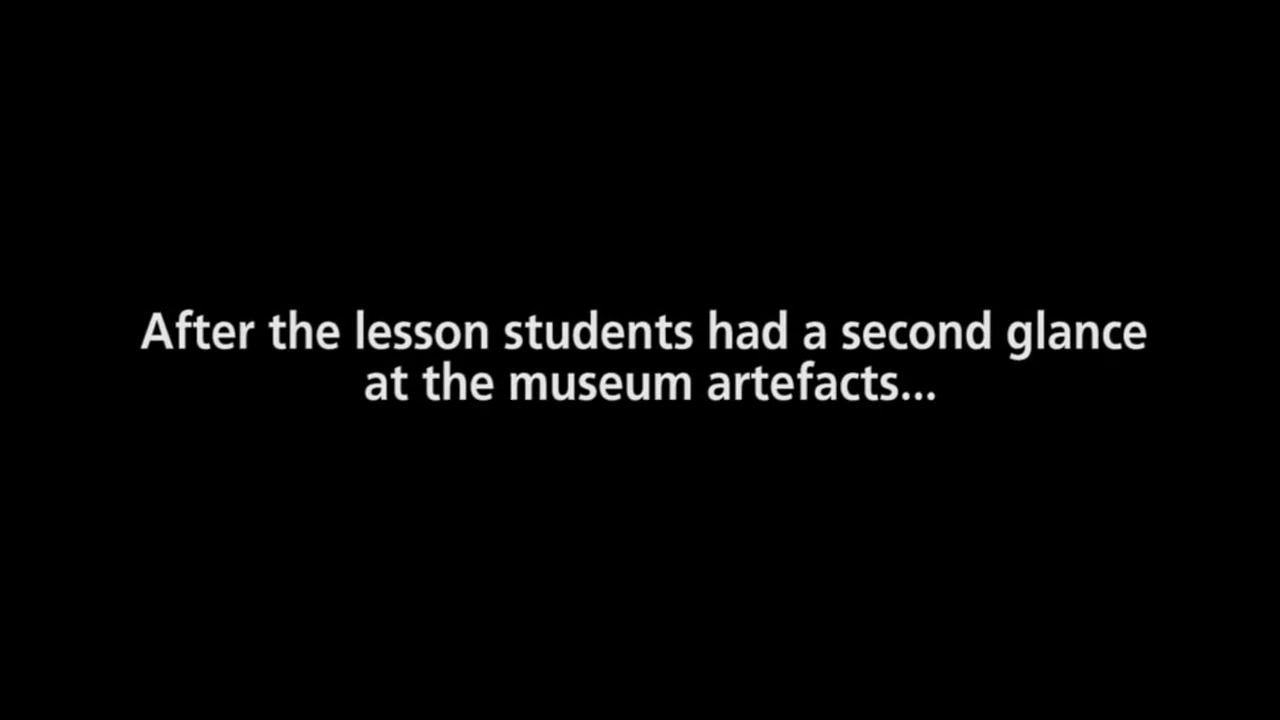 After the lesson students had a second glance
at the museum artefacts...